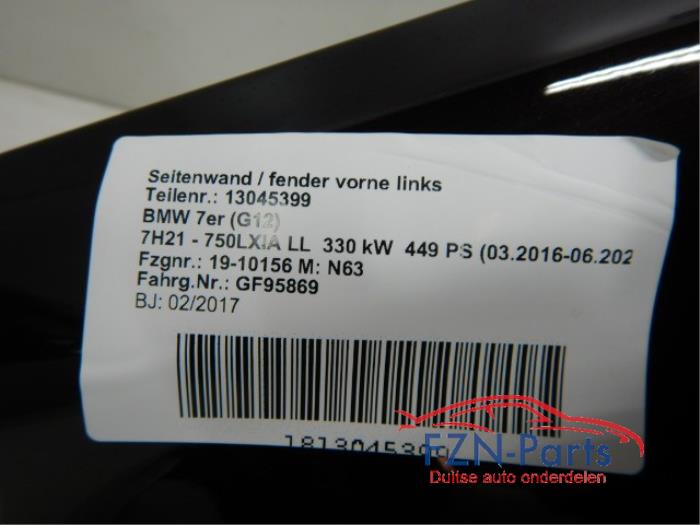 Seitenwand / fender vorne links
Teilenr.: 13045399
BMW 7er (G12)
7H21 - 750LXIA LL 330 kW 449 PS (03.2016-06.202
Fzgnr.: 19-10156 M: N63
Fahrg.Nr.: GF95869
BJ: 02/2017
1813045399
FZN-Parts
Duitse auto onderdelen